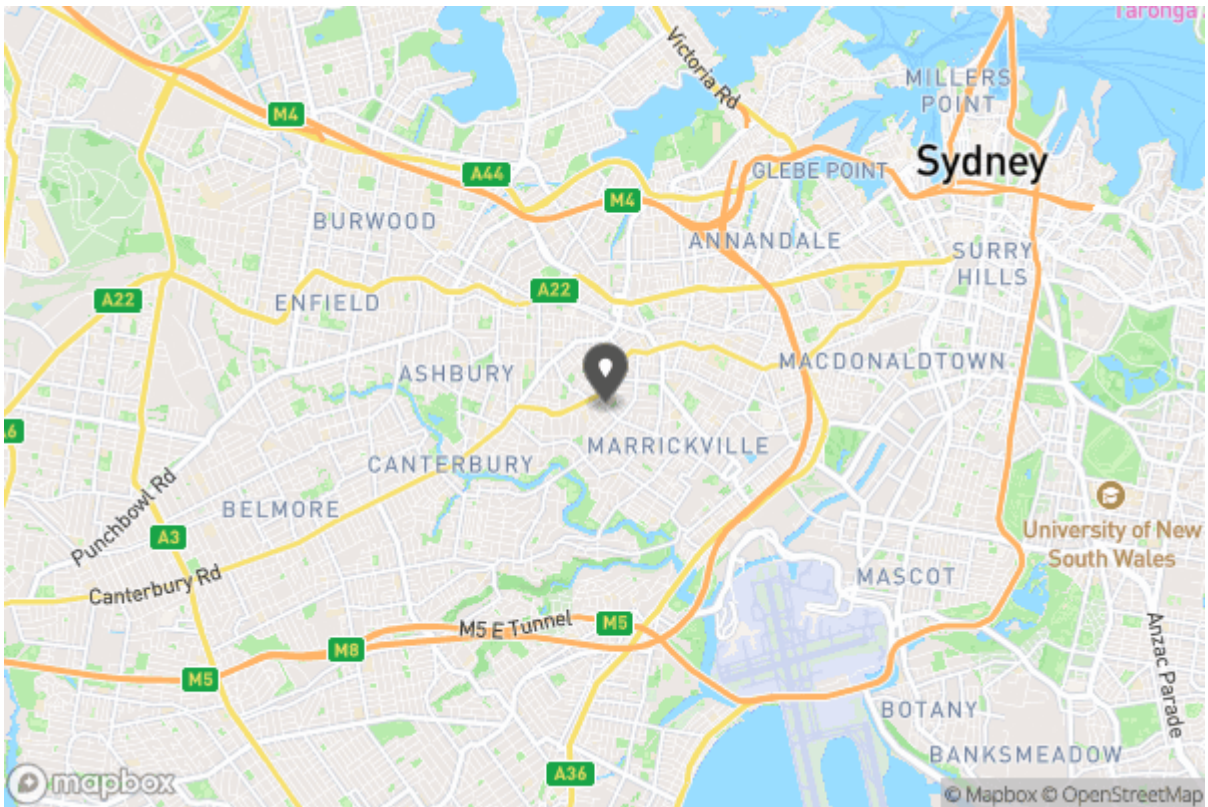 Taronga
Victoria Rd
MILLERS
POINT
M4
Sydney
A44
GLEBE POINT
M4
BURWOOD
ANNANDALE
SURRY
HILLS
A22
A22
ENFIELD
MACDONALDTOWN
ASHBURY
MARRICKVILLE
CANTERBURY
Punchbowl Rd
BELMORE
University of New
South Wales
A3
MASCOT
Canterbury Rd
M5 E Tunnel
M5
M8
M5
Anzac Parade
BOTANY
BANKSMEADOW
A36
mapbox
© Mapbox © OpenStreetMap